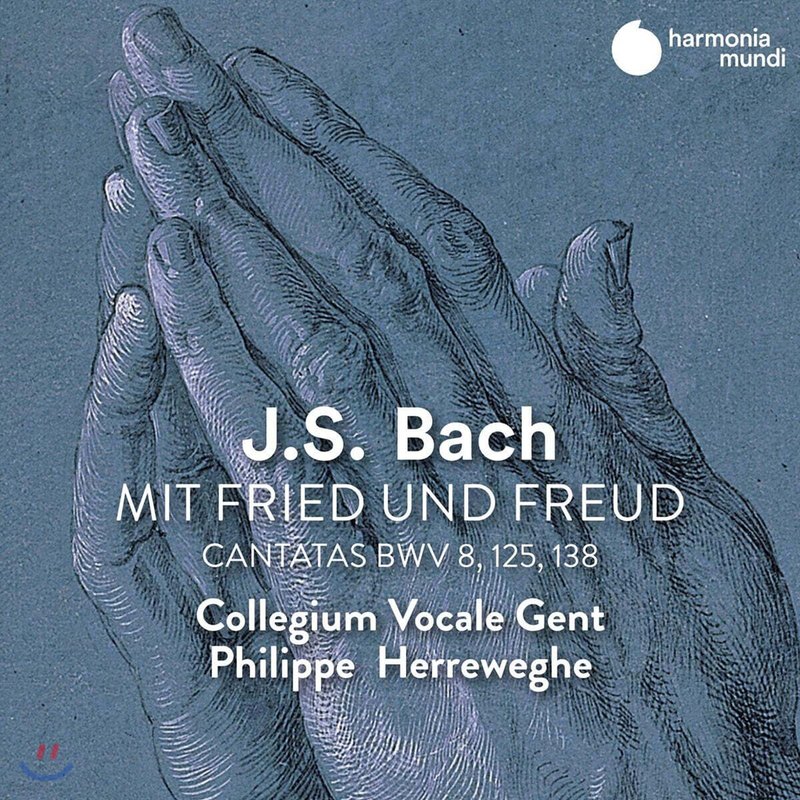 harmonia
mundi
J.S. Bach
MIT FRIED UND FREUD
CANTATAS BWV 8, 125, 138
Collegium Vocale Gent
Philippe Herreweghe